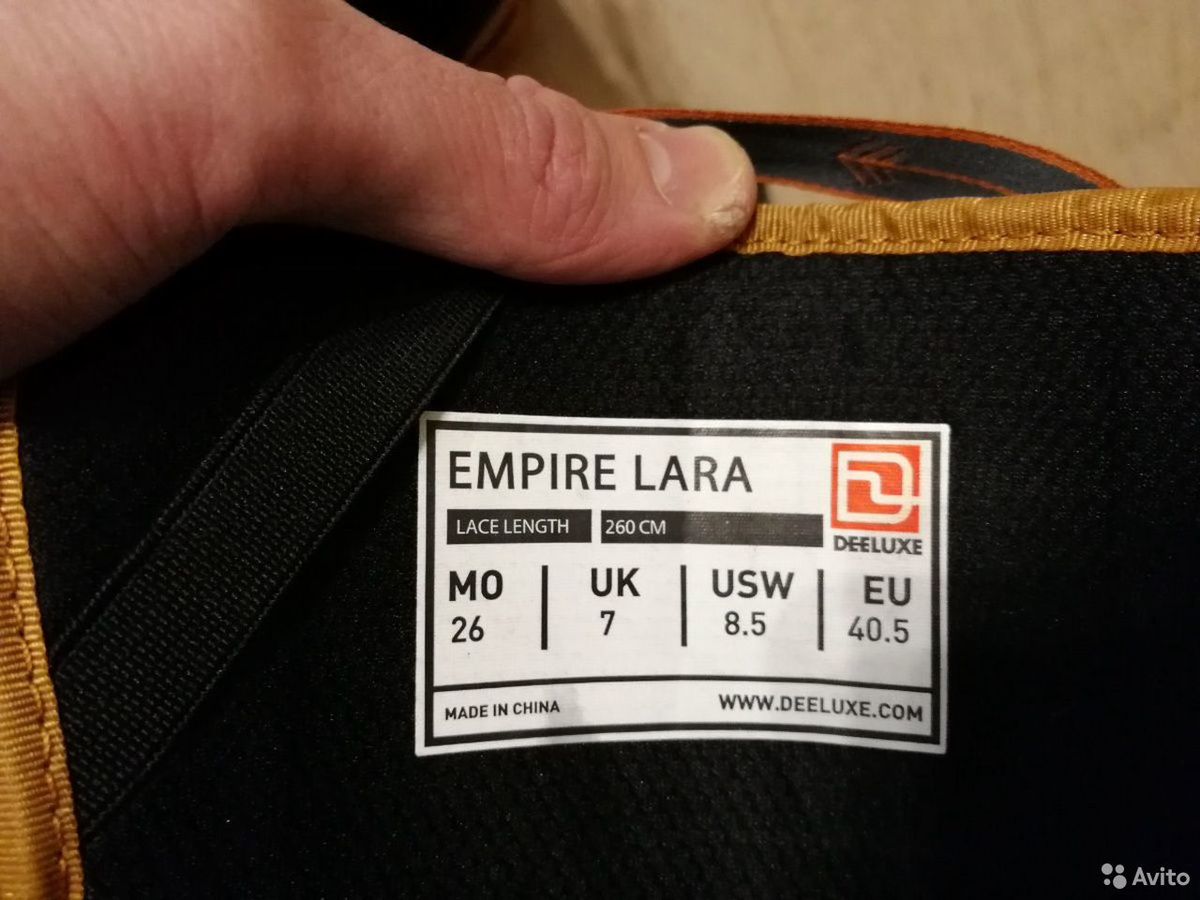 EMPIRE LARA
LACE LENGTH 260 CM
DEELUXE
MO UK USW EU
26 7 8.5 40.5
MADE IN CHINA WWW.DEELUXE.COM
Avito